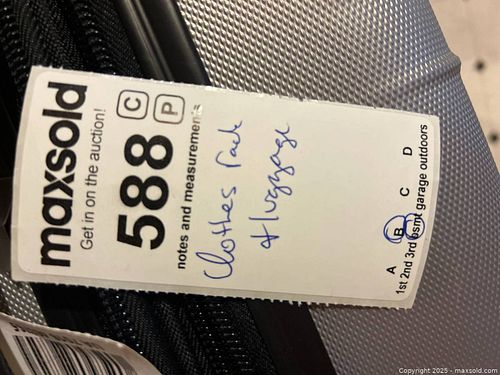 maxsold
Get in on the auction!
588 C P
notes and measurements
Clothes rack
+ luggage
A B C D
1st 2nd 3rd bsmt garage outdoors
Copyright 2025 - maxsold.com